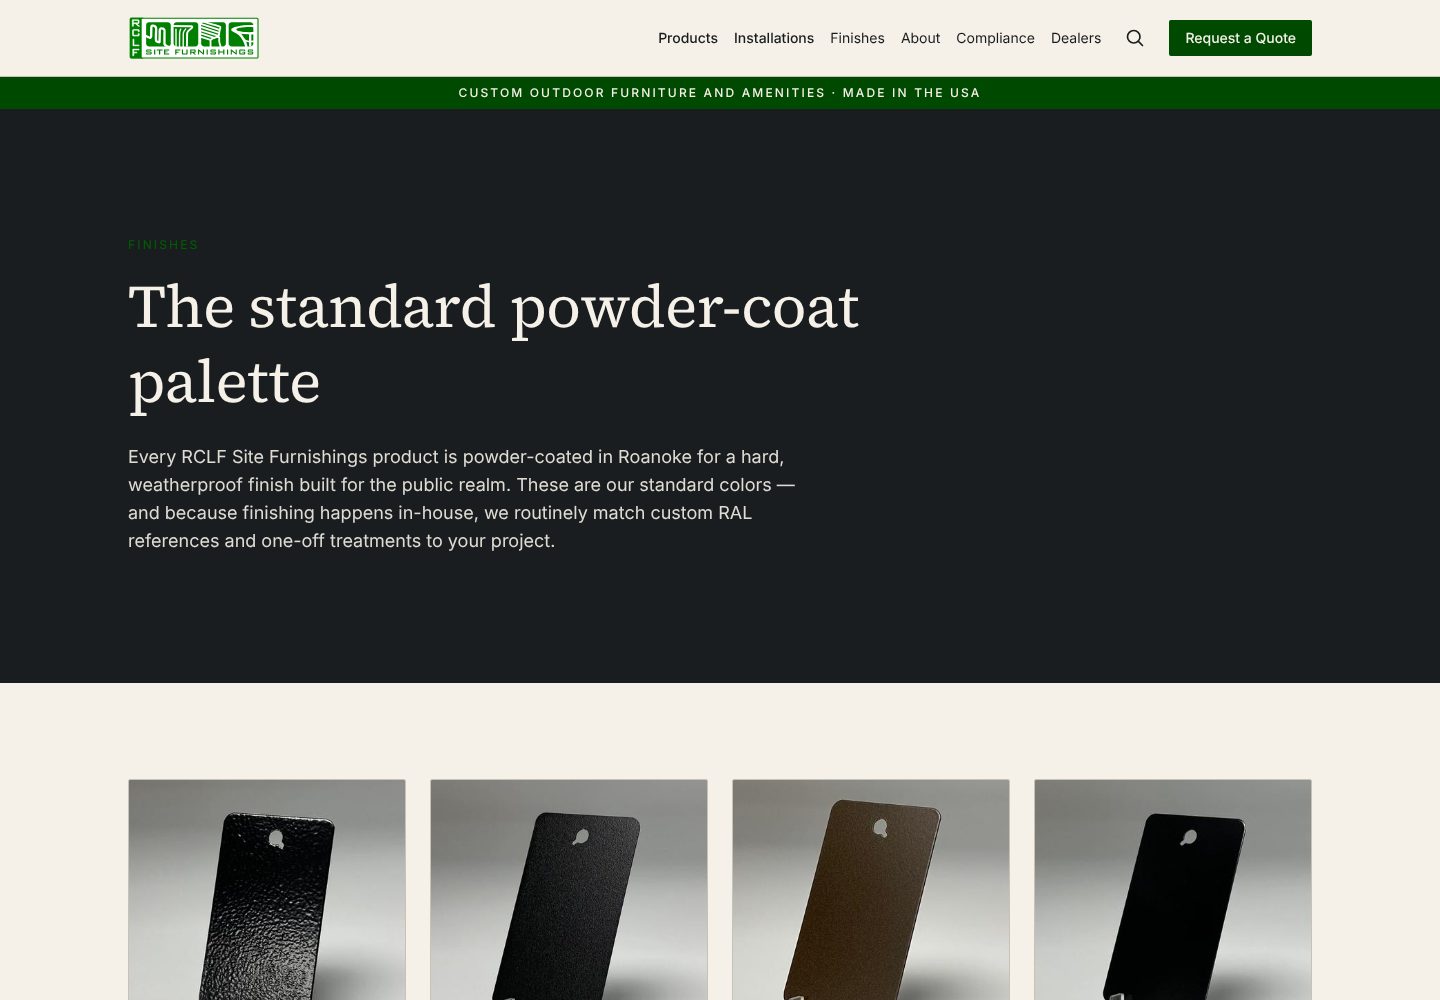 RCLF
SITE FURNISHINGS
Products Installations Finishes About Compliance Dealers Request a Quote
CUSTOM OUTDOOR FURNITURE AND AMENITIES · MADE IN THE USA
FINISHES
The standard powder-coat
palette
Every RCLF Site Furnishings product is powder-coated in Roanoke for a hard,
weatherproof finish built for the public realm. These are our standard colors —
and because finishing happens in-house, we routinely match custom RAL
references and one-off treatments to your project.